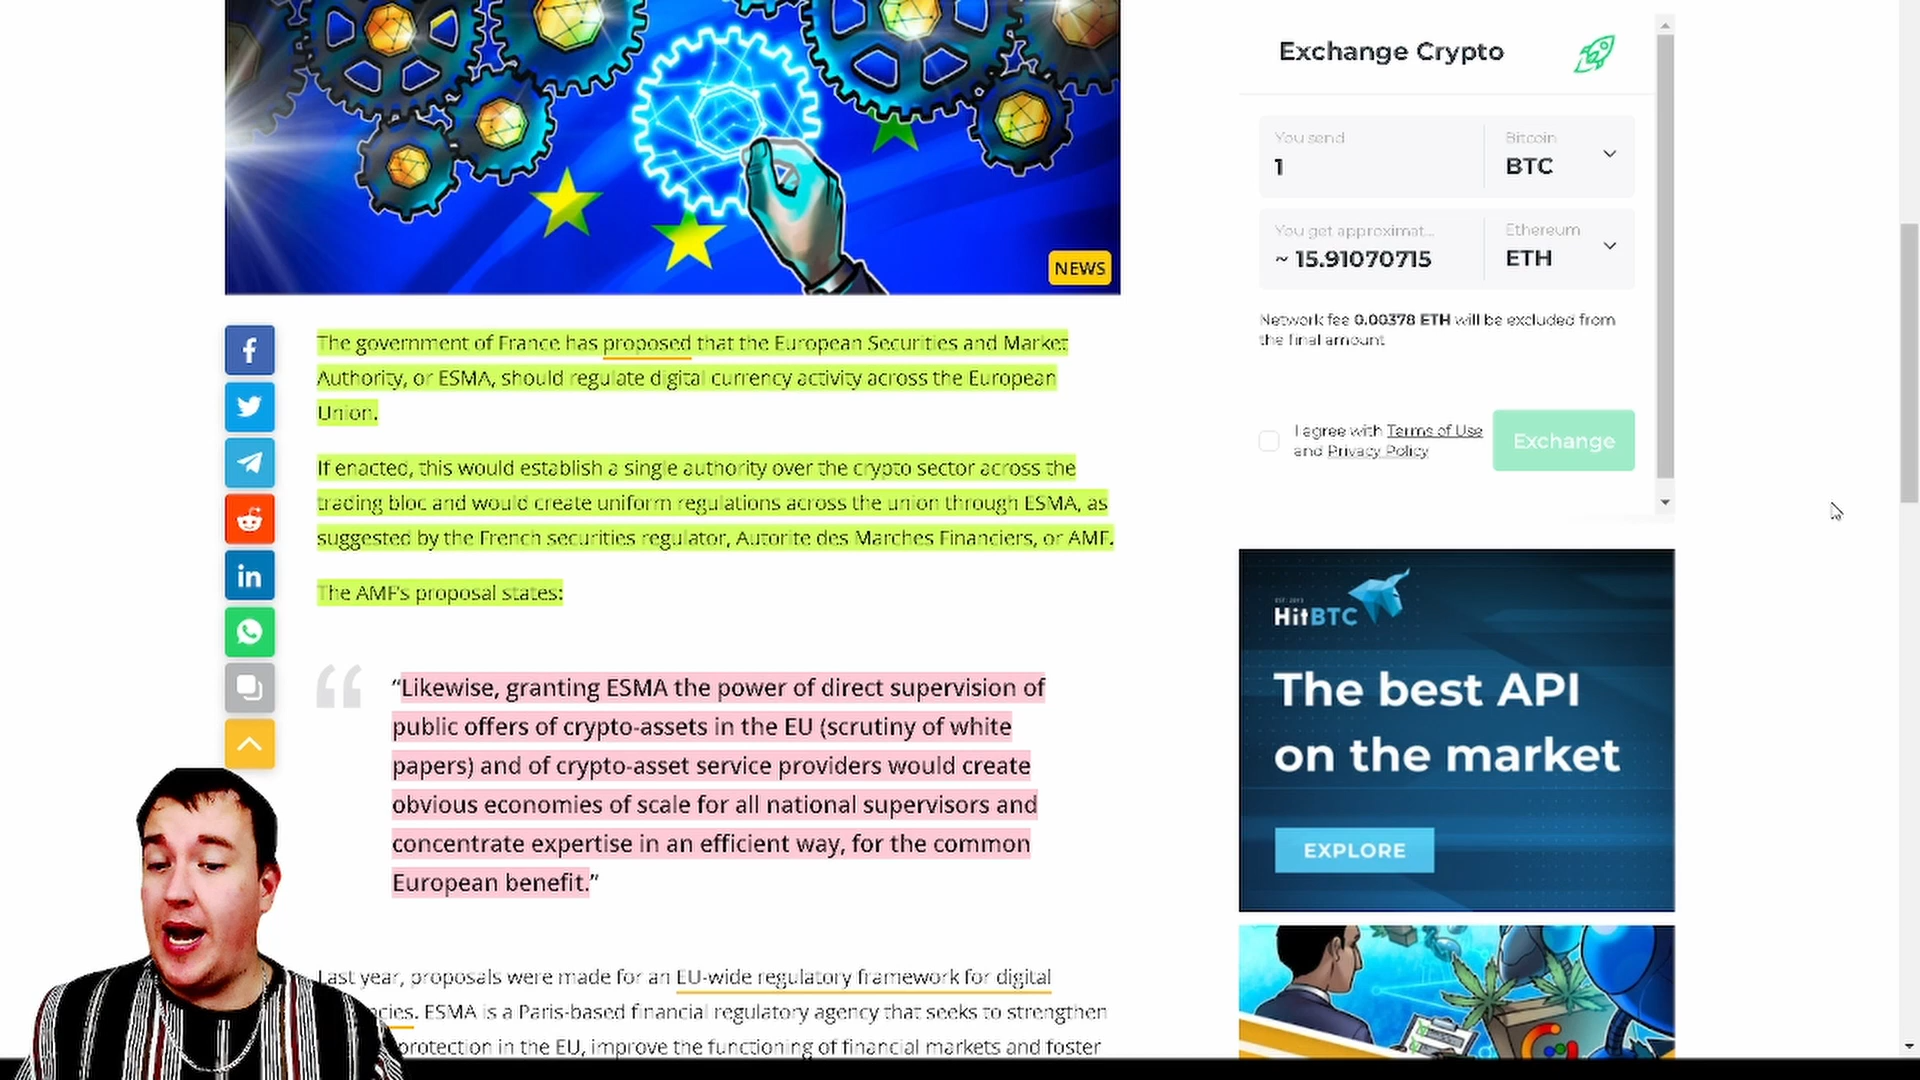 NEWS
The government of France has proposed that the European Securities and Market
Authority, or ESMA, should regulate digital currency activity across the European
Union.
If enacted, this would establish a single authority over the crypto sector across the
trading bloc and would create uniform regulations across the union through ESMA, as
suggested by the French securities regulator, Autorite des Marches Financiers, or AMF.
The AMF's proposal states:
“Likewise, granting ESMA the power of direct supervision of
public offers of crypto-assets in the EU (scrutiny of white
papers) and of crypto-asset service providers would create
obvious economies of scale for all national supervisors and
concentrate expertise in an efficient way, for the common
European benefit.”
Last year, proposals were made for an EU-wide regulatory framework for digital
cies. ESMA is a Paris-based financial regulatory agency that seeks to strengthen
protection in the EU, improve the functioning of financial markets and foster
Exchange Crypto
You send
1
Bitcoin
BTC
You get approximat...
~ 15.91070715
Ethereum
ETH
Network fee 0.00378 ETH will be excluded from
the final amount
I agree with Terms of Use
and Privacy Policy
Exchange
HitBTC
The best API
on the market
EXPLORE